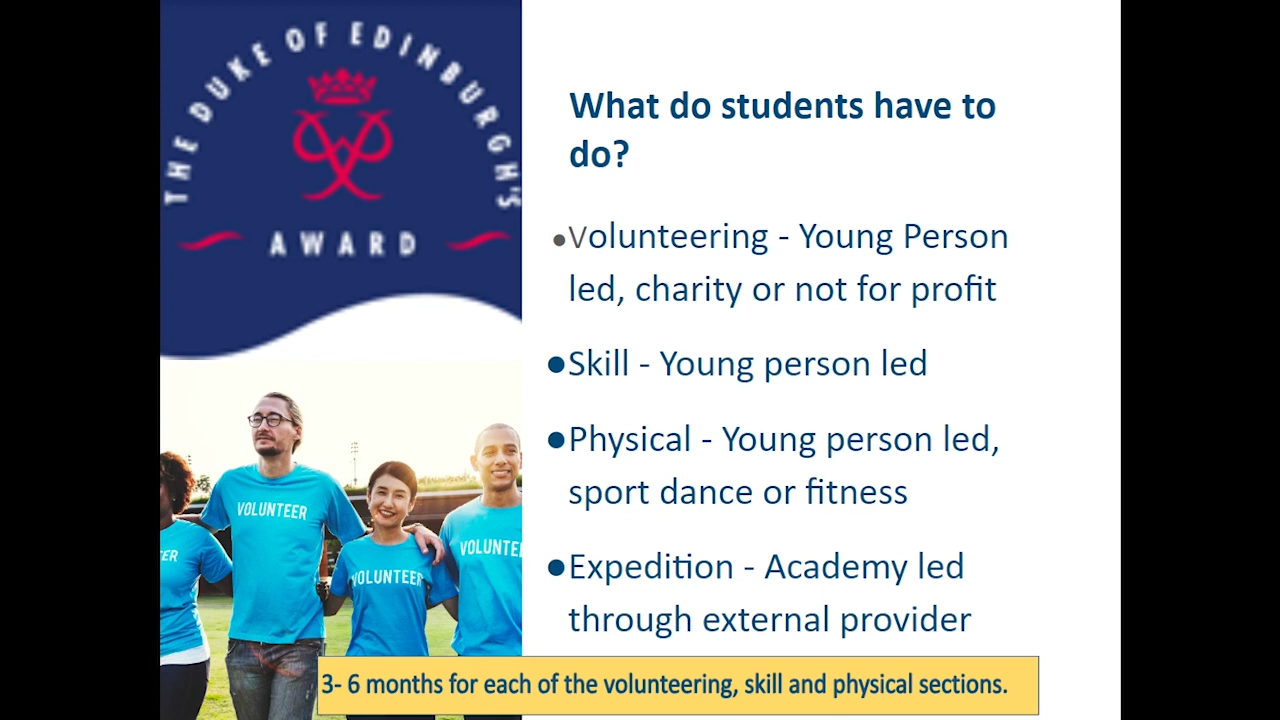 THE DUKE OF EDINBURGH'S
AWARD
What do students have to
do?
●Volunteering - Young Person
led, charity or not for profit
●Skill - Young person led
●Physical - Young person led,
sport dance or fitness
●Expedition - Academy led
through external provider
VOLUNTEER
VOLUNTEER
VOLUNTE
ER
3- 6 months for each of the volunteering, skill and physical sections.